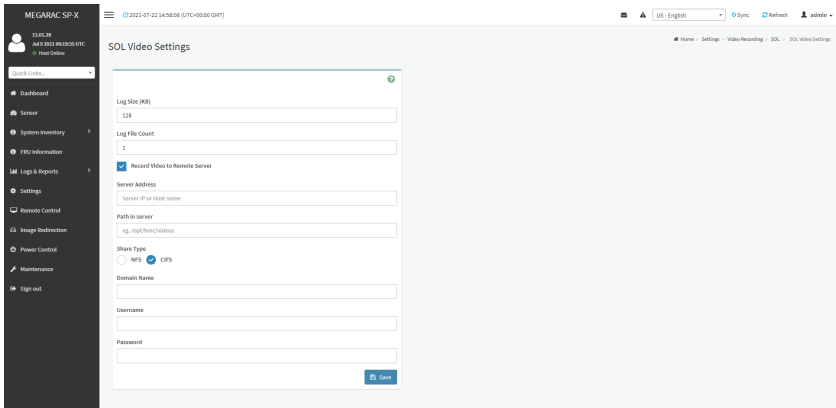 MEGARAC SP-X
2021-07-22 14:58:08 (UTC+00:00 GMT)
US - English
Sync
Refresh
admin
13.01.28
Jul 9 2021 06:19:35 UTC
Host Online
Quick Links...
Dashboard
Sensor
System Inventory
FRU Information
Logs & Reports
Settings
Remote Control
Image Redirection
Power Control
Maintenance
Sign out
SOL Video Settings
Home > Settings > Video Recording > SOL > SOL Video Settings
Log Size (KB)
128
Log File Count
1
Record Video to Remote Server
Server Address
Server IP or Host name
Path in server
eg. /opt/bmc/videos
Share Type
NFS CIFS
Domain Name
Username
Password
Save